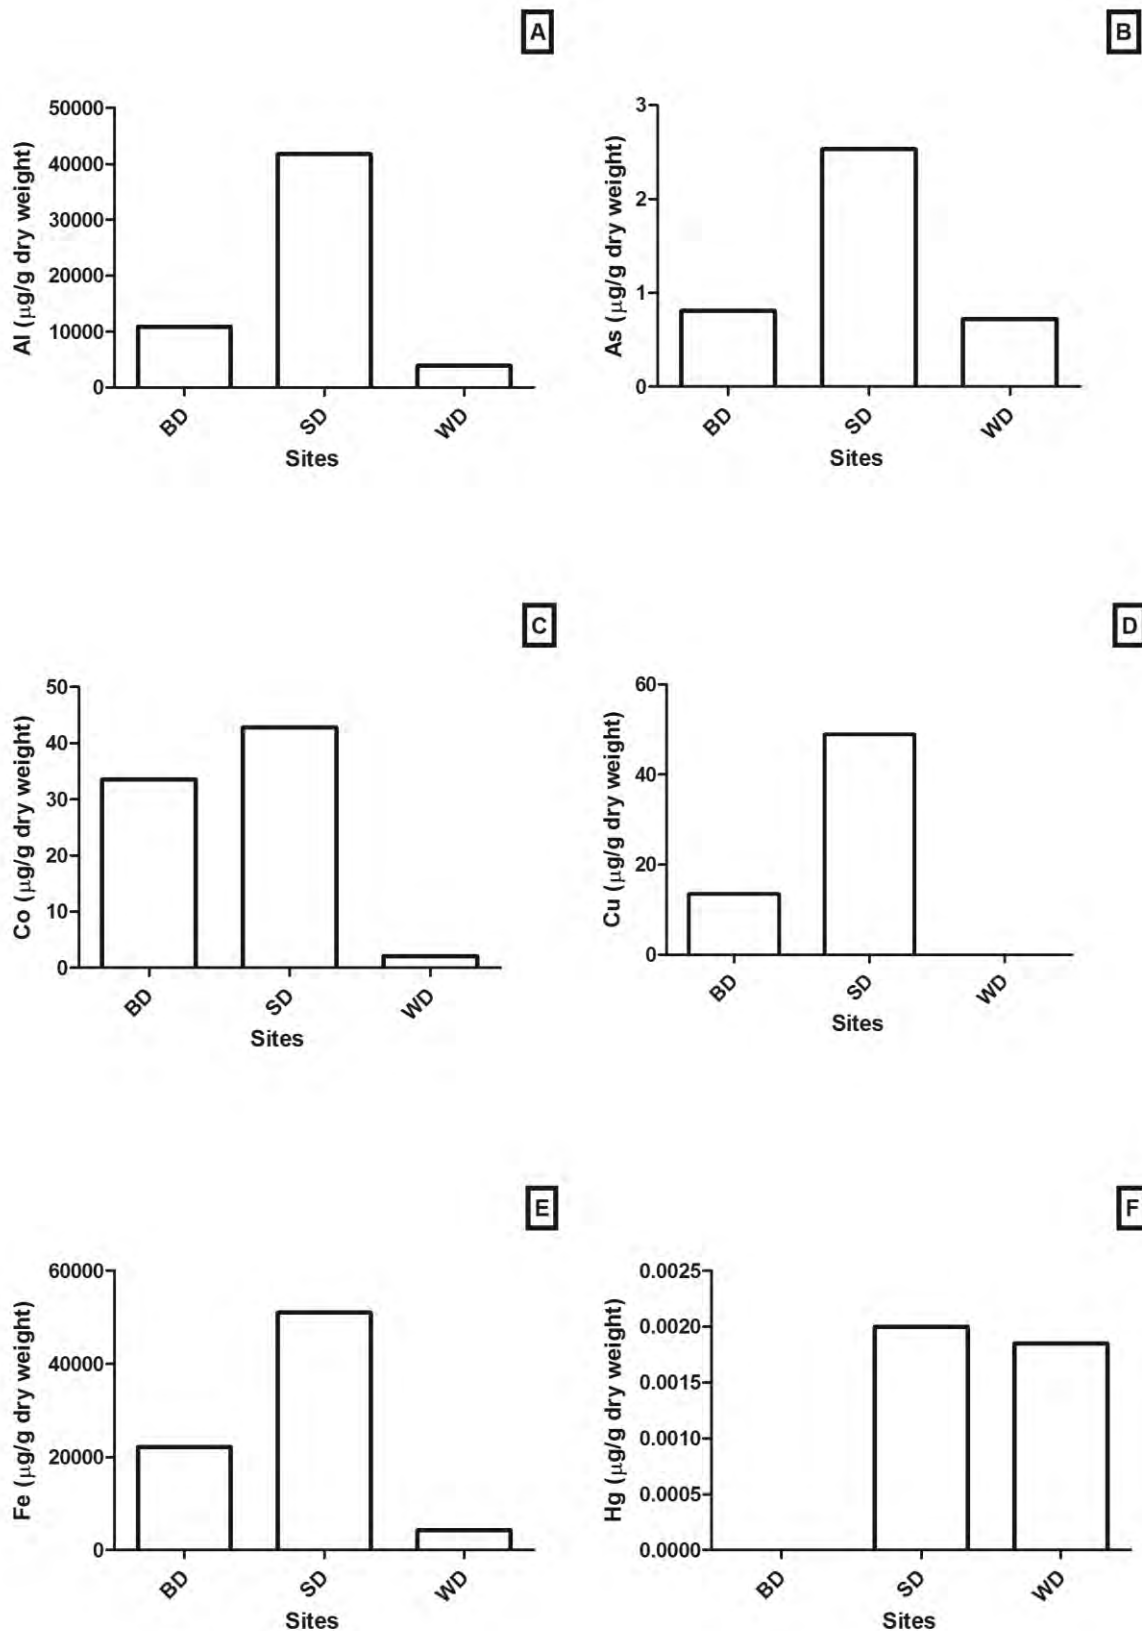 A
Al (μg/g dry weight)
50000
40000
30000
20000
10000
0
BD
SD
WD
Sites
B
As (μg/g dry weight)
3
2
1
0
BD
SD
WD
Sites
C
Co (μg/g dry weight)
50
40
30
20
10
0
BD
SD
WD
Sites
D
Cu (μg/g dry weight)
60
40
20
0
BD
SD
WD
Sites
E
Fe (μg/g dry weight)
60000
40000
20000
0
BD
SD
WD
Sites
F
Hg (μg/g dry weight)
0.0025
0.0020
0.0015
0.0010
0.0005
0.0000
BD
SD
WD
Sites